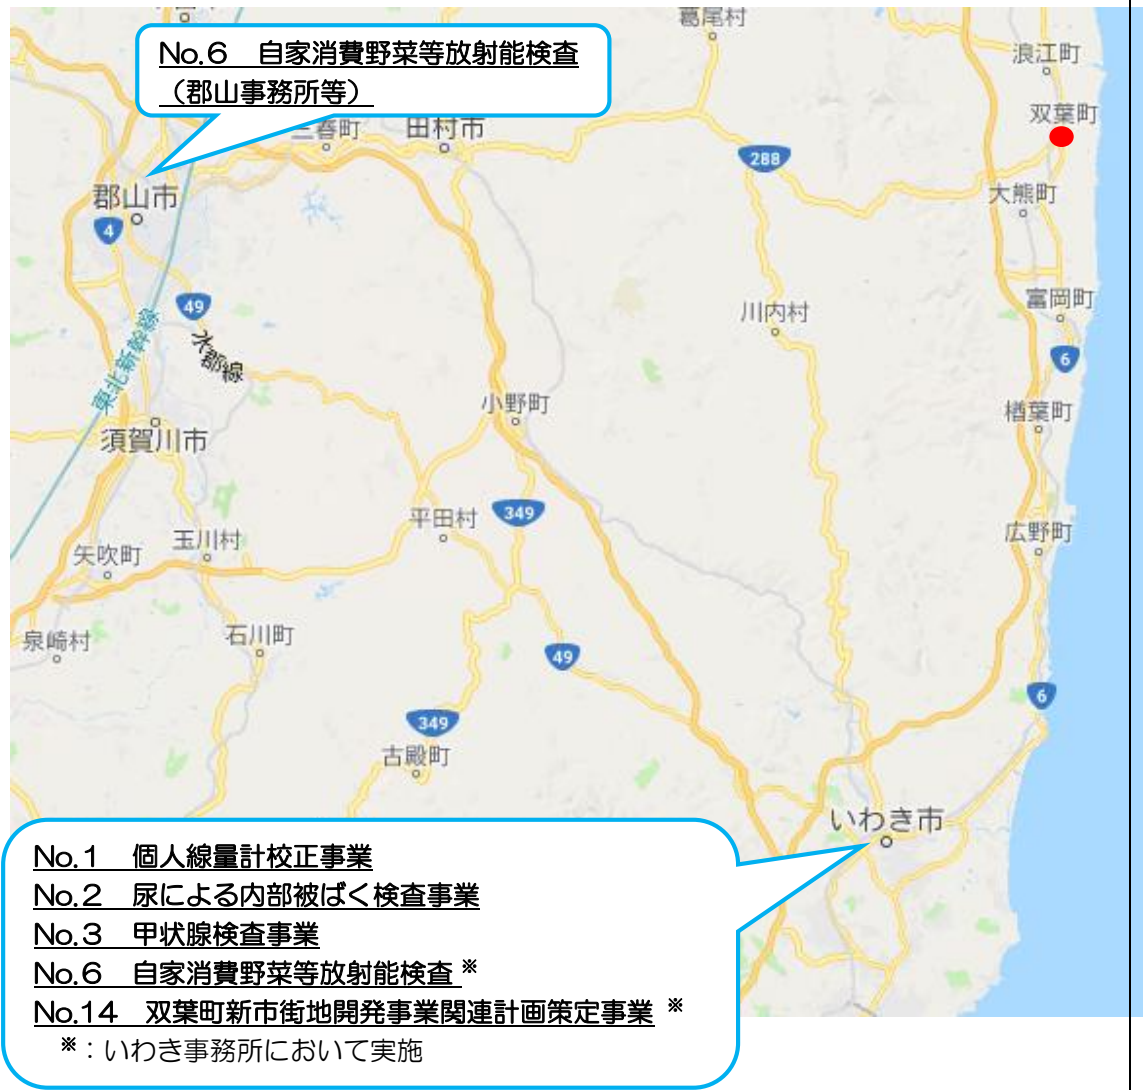 葛尾村
浪江町
No.6 自家消費野菜等放射能検査
(郡山事務所等)
双葉町
三春町
田村市
288
郡山市
大熊町
4
49
富岡町
川内村
水郡線
東北新幹線
6
小野町
楢葉町
須賀川市
平田村
349
広野町
玉川村
矢吹町
石川町
泉崎村
49
6
349
古殿町
いわき市
No.1 個人線量計校正事業
No.2 尿による内部被ばく検査事業
No.3 甲状腺検査事業
No.6 自家消費野菜等放射能検査 ※
No.14 双葉町新市街地開発事業関連計画策定事業 ※
※:いわき事務所において実施